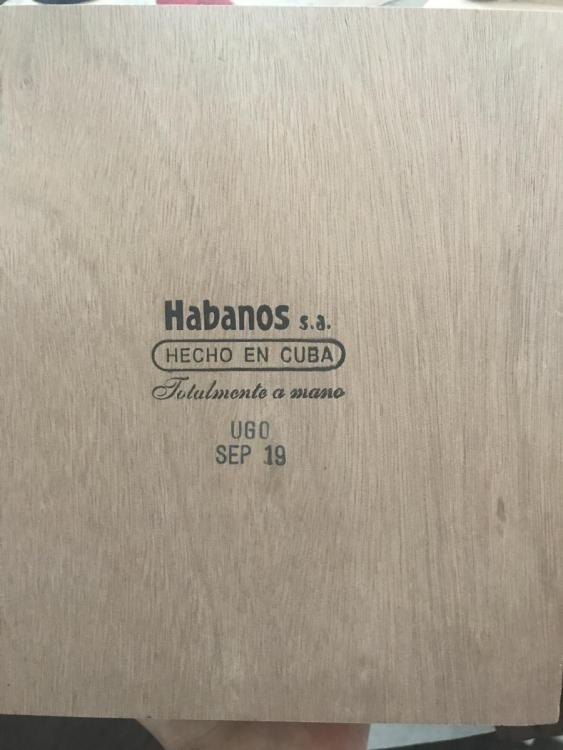 Habanos s.a.
HECHO EN CUBA
Totalmente a mano
UGO
SEP 19